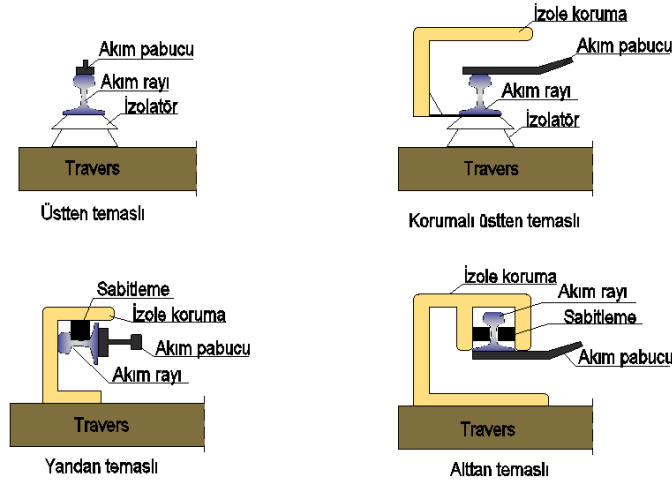 Akım pabucu
Akım rayı
İzolatör
Travers
Üstten temaslı
İzole koruma
Akım pabucu
Akım rayı
İzolatör
Travers
Korumalı üstten temaslı
Sabitleme
İzole koruma
Akım pabucu
Akım rayı
Travers
Yandan temaslı
İzole koruma
Akım rayı
Sabitleme
Akım pabucu
Travers
Alttan temaslı